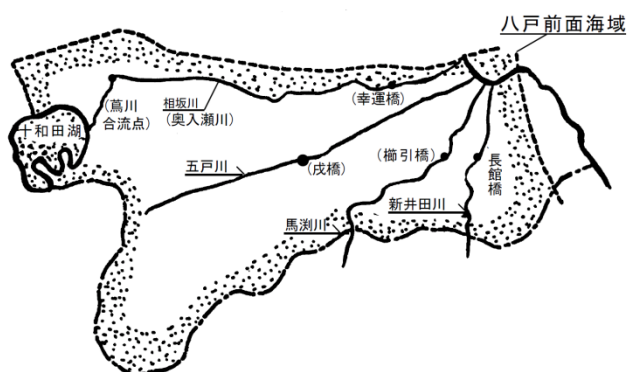 八戸前面海域
十和田湖
(蔦川
合流点)
相坂川
(奥入瀬川)
(幸運橋)
五戸川
(戌橋)
(櫛引橋)
長館橋
新井田川
馬渕川